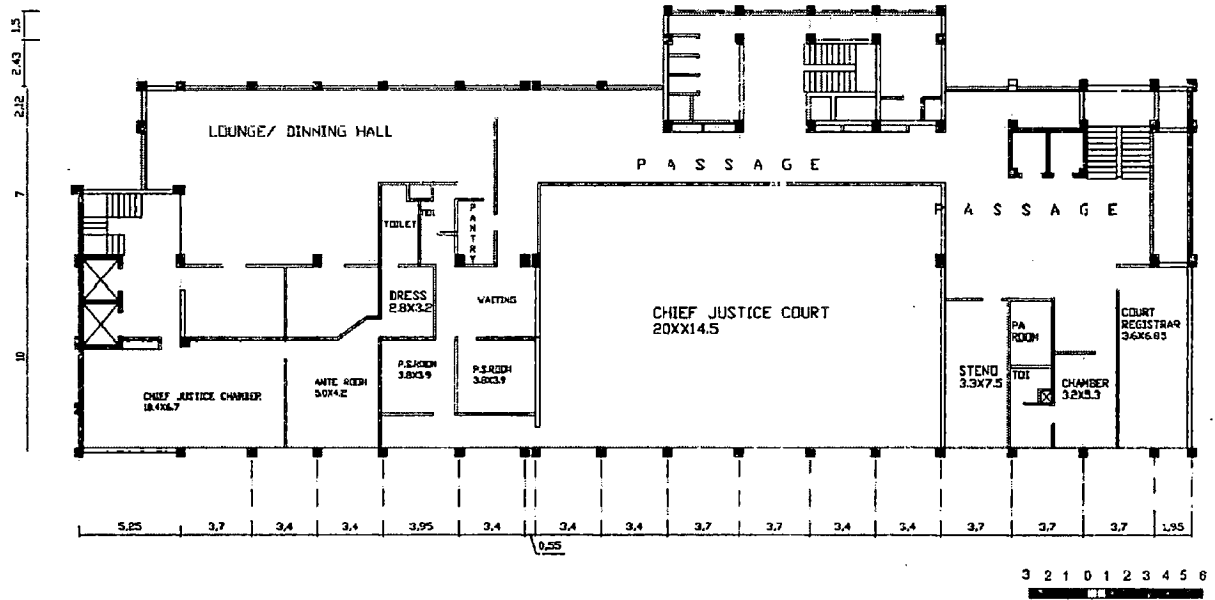 1.5
2.43
2.12
7
10
LOUNGE/ DINNING HALL
P A S S A G E
P A S S A G E
TOILET
TOI
PANTRY
DRESS
2.8X3.2
WAITING
CHIEF JUSTICE COURT
20XX14.5
P.S.ROOM
3.8X3.9
P.S.ROOM
3.8X3.9
ANTE ROOM
5.0X4.2
CHIEF JUSTICE CHAMBER
10.4X6.7
STENO
3.3X7.5
PA
ROOM
TOI
CHAMBER
3.2X5.3
COURT
REGISTRAR
3.6X6.85
5,25 3,7 3,4 3,4 3,95 3,4 3,4 3,4 3,7 3,7 3,4 3,4 3,7 3,7 3,7 1,95
0,55
3 2 1 0 1 2 3 4 5 6